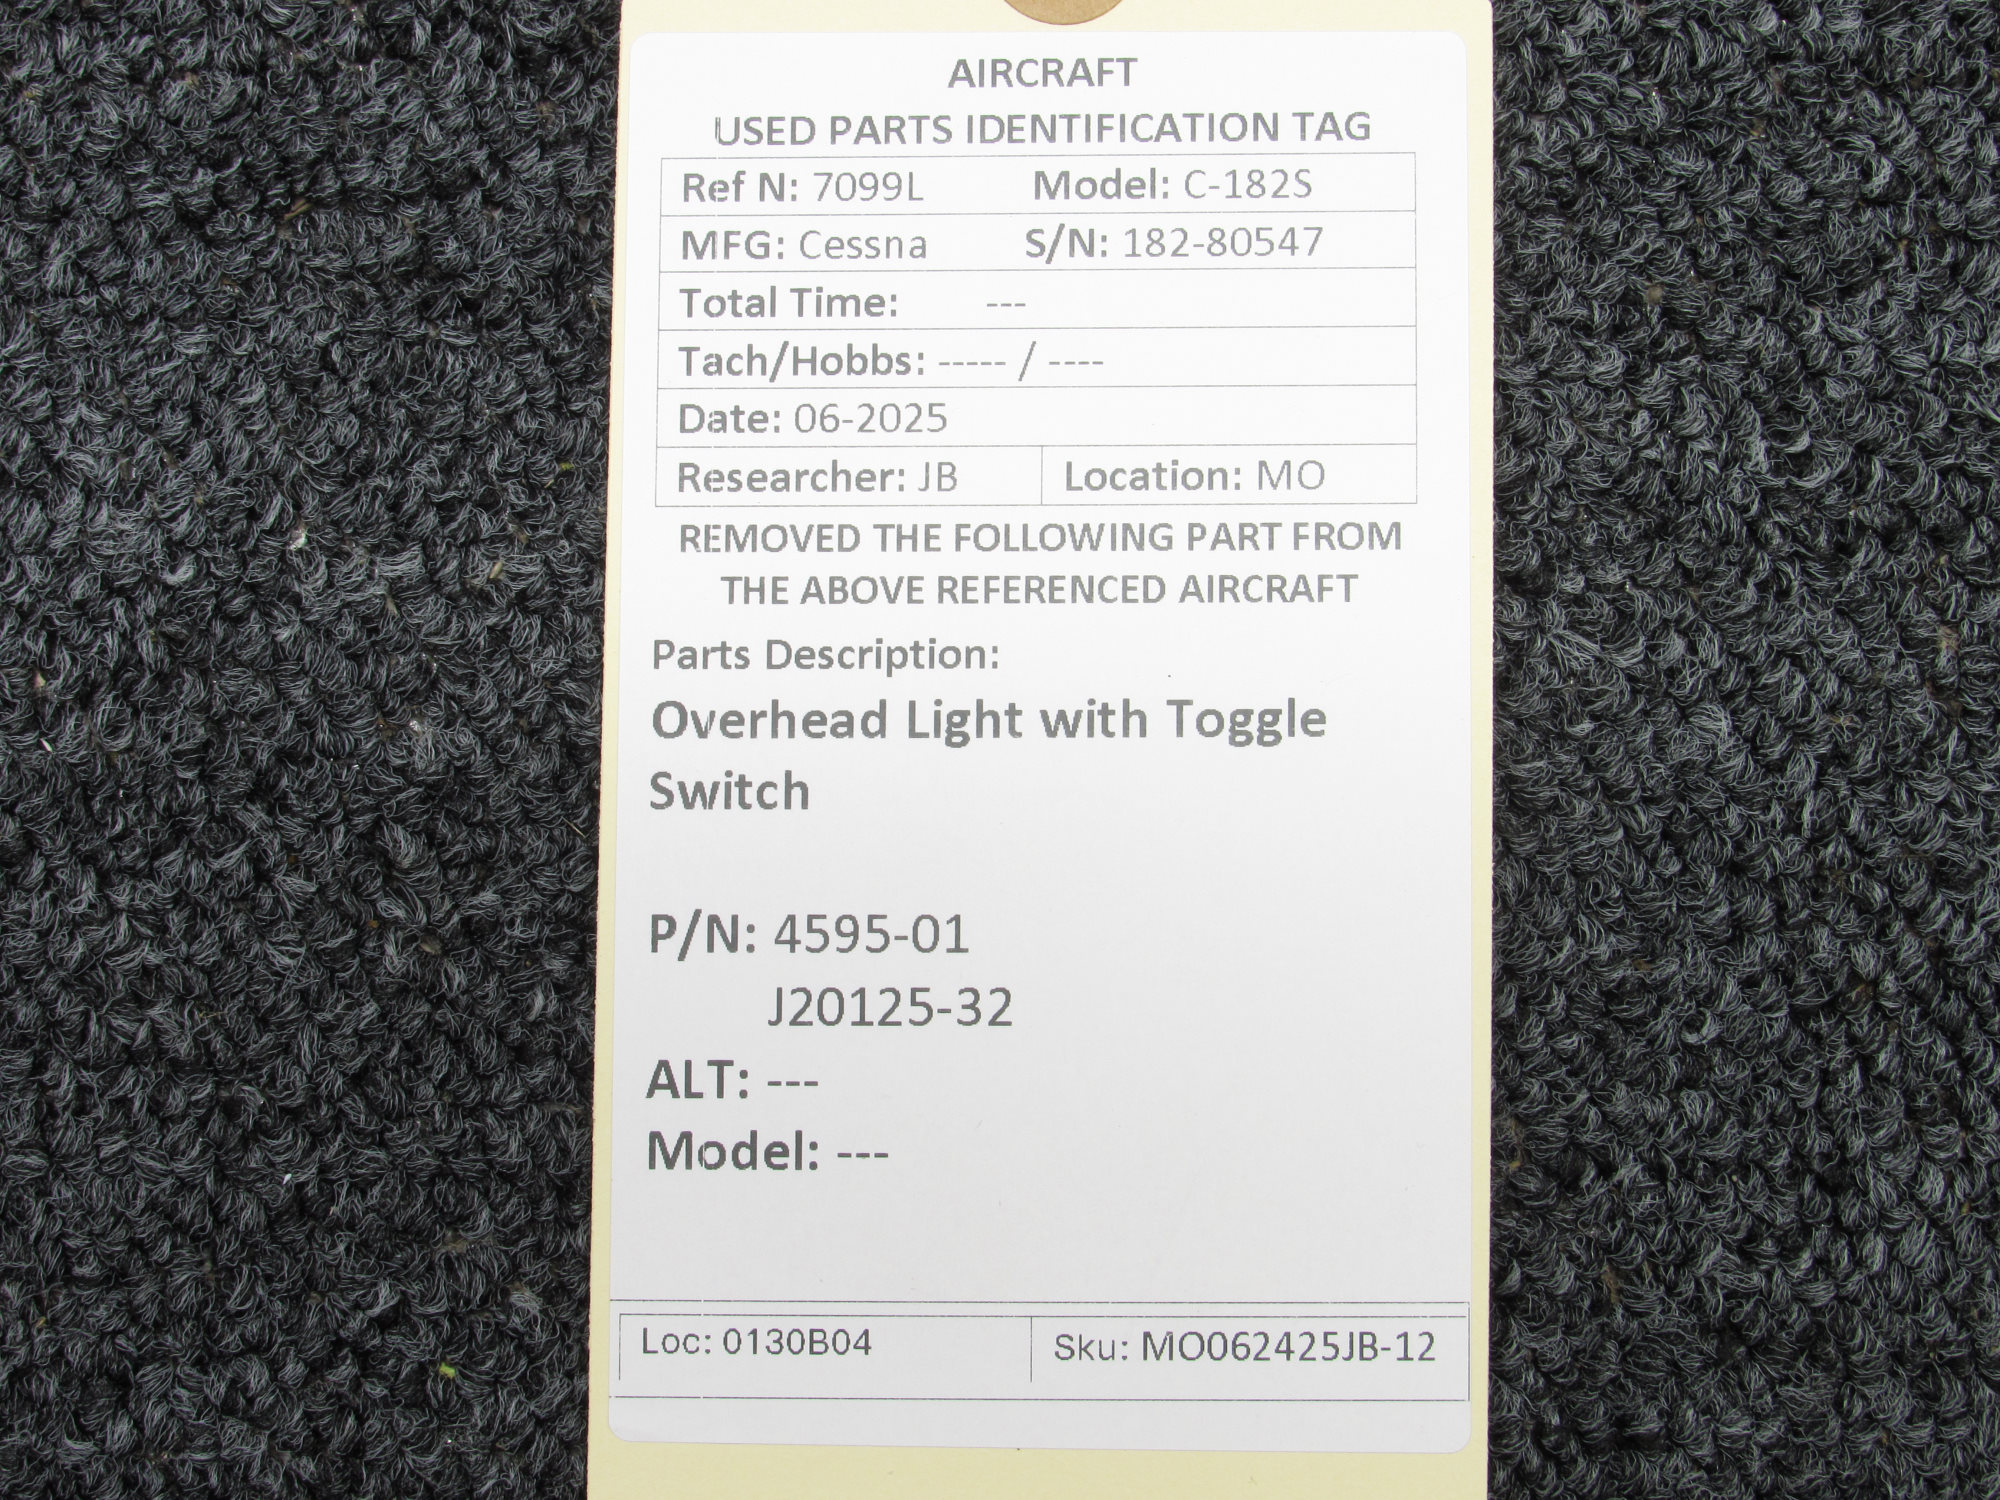 AIRCRAFT
USED PARTS IDENTIFICATION TAG
Ref N: 7099L Model: C-182S
MFG: Cessna S/N: 182-80547
Total Time: ---
Tach/Hobbs: ----- / ----
Date: 06-2025
Researcher: JB Location: MO
REMOVED THE FOLLOWING PART FROM
THE ABOVE REFERENCED AIRCRAFT
Parts Description:
Overhead Light with Toggle
Switch
P/N: 4595-01
J20125-32
ALT: ---
Model: ---
Loc: 0130B04 Sku: MO062425JB-12